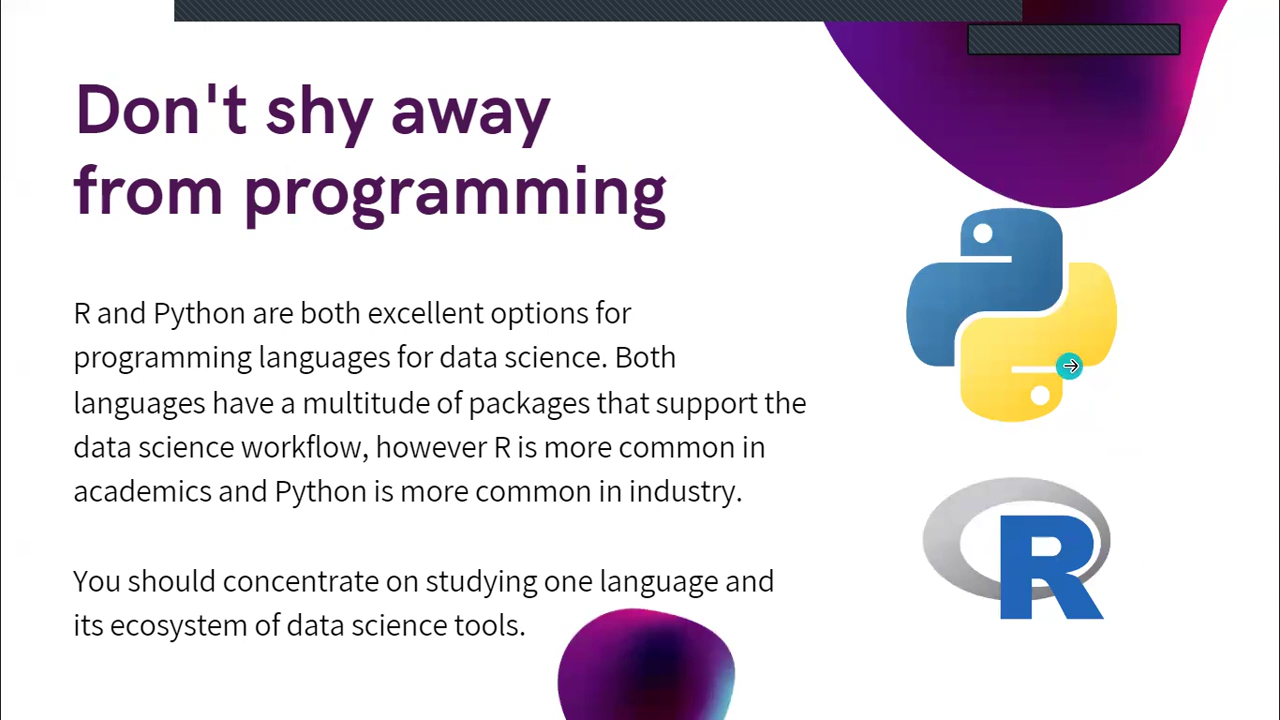 Don't shy away
from programming
R and Python are both excellent options for
programming languages for data science. Both
languages have a multitude of packages that support the
data science workflow, however R is more common in
academics and Python is more common in industry.
You should concentrate on studying one language and
its ecosystem of data science tools.
R